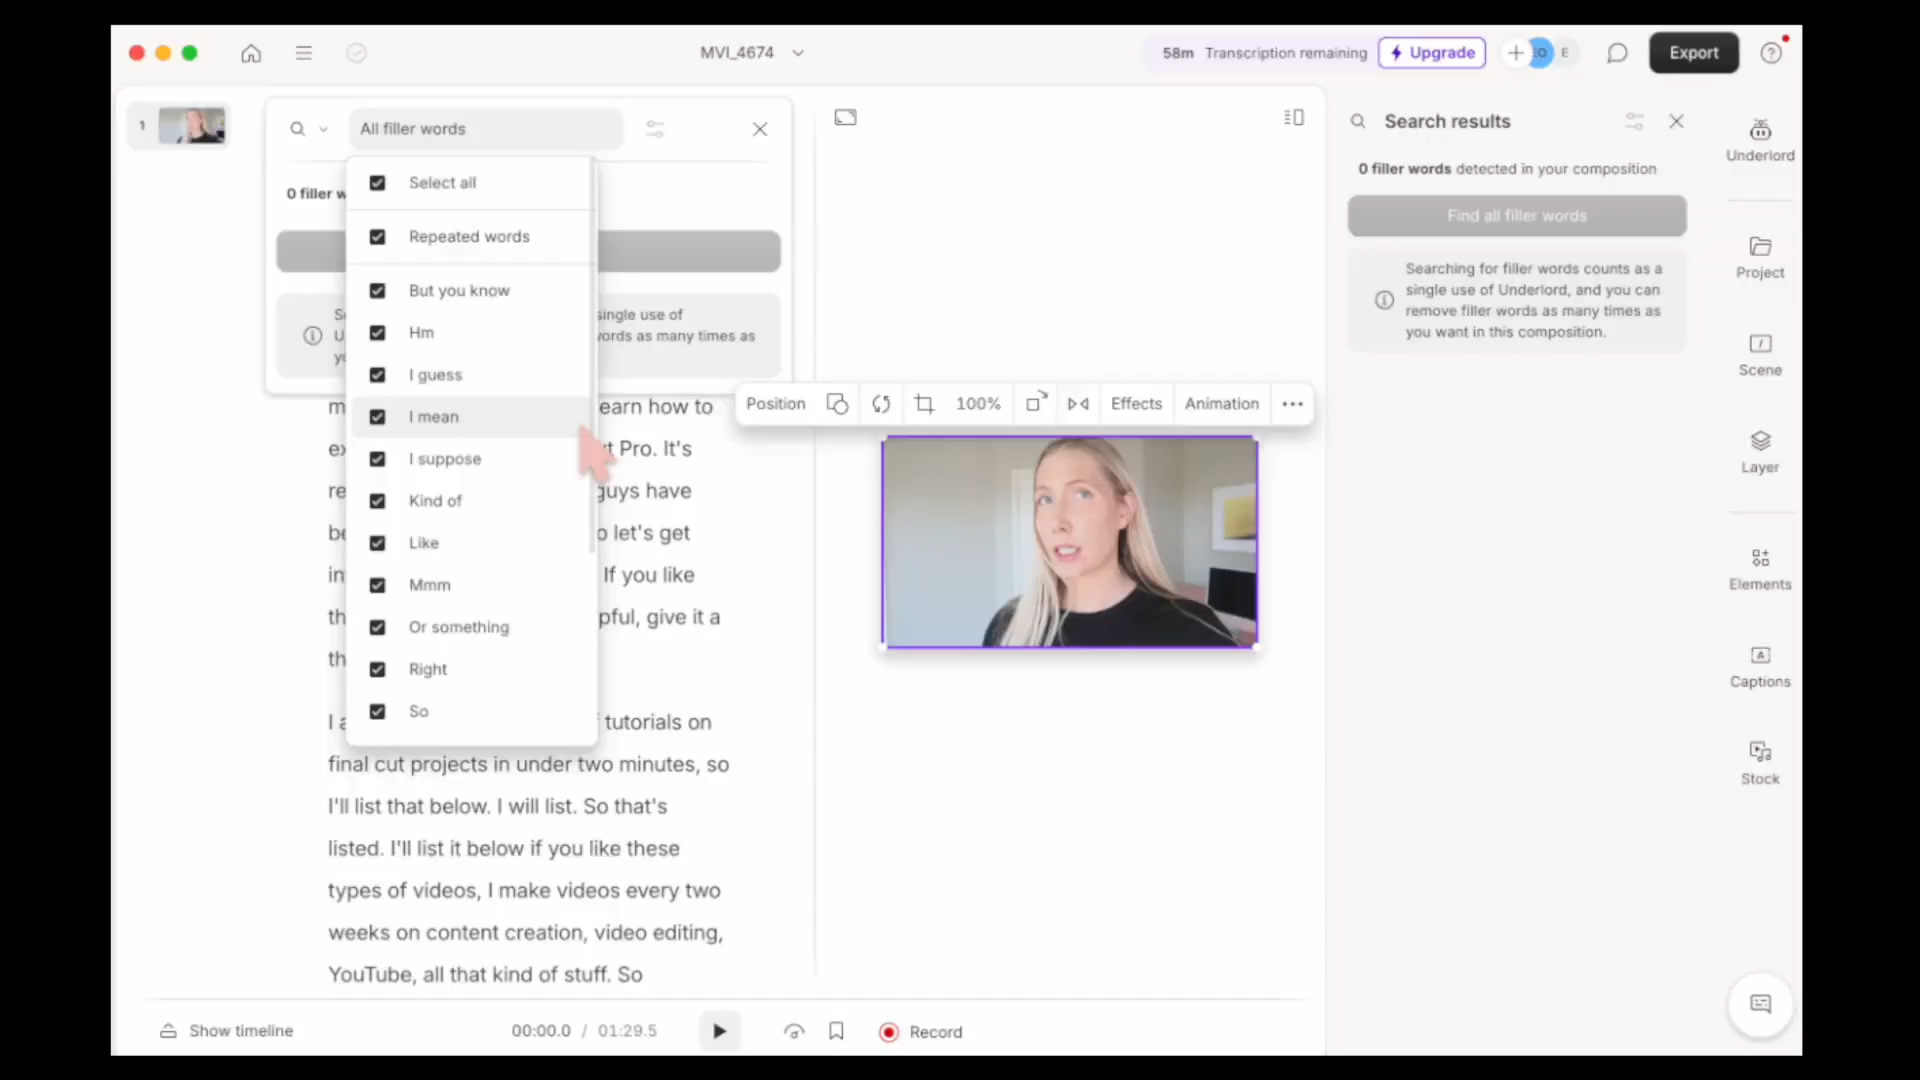 MVI_4674
58m Transcription remaining
Upgrade
E
Export
1
All filler words
Select all
Repeated words
But you know
Hm
I guess
I mean
I suppose
Kind of
Like
Mmm
Or something
Right
So
0 filler w
single use of
words as many times as
earn how to
Pro. It's
guys have
let's get
If you like
pful, give it a
tutorials on
final cut projects in under two minutes, so
I'll list that below. I will list. So that's
listed. I'll list it below if you like these
types of videos, I make videos every two
weeks on content creation, video editing,
YouTube, all that kind of stuff. So
Position
100%
Effects
Animation
Search results
0 filler words detected in your composition
Find all filler words
Searching for filler words counts as a
single use of Underlord, and you can
remove filler words as many times as
you want in this composition.
Underlord
Project
Scene
Layer
Elements
Captions
Stock
Show timeline
00:00.0 / 01:29.5
Record